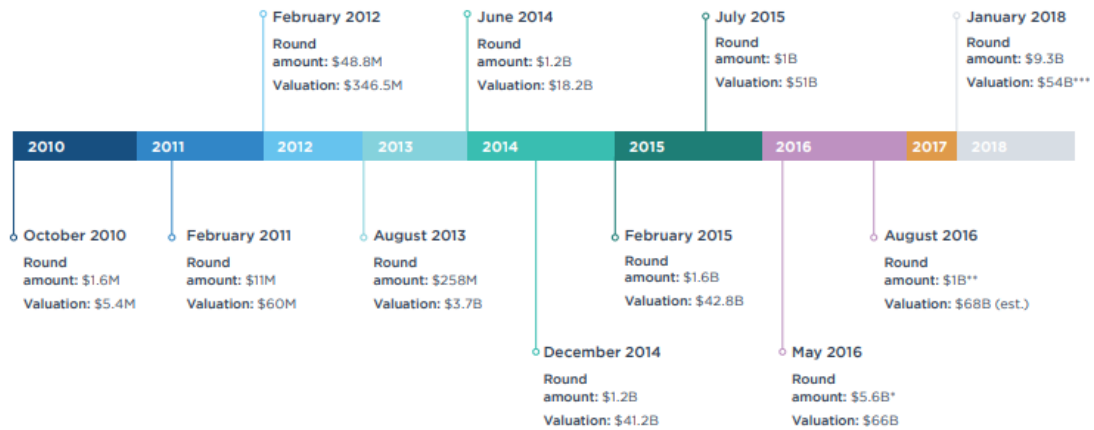 February 2012
Round
amount: $48.8M
Valuation: $346.5M
June 2014
Round
amount: $1.2B
Valuation: $18.2B
July 2015
Round
amount: $1B
Valuation: $51B
January 2018
Round
amount: $9.3B
Valuation: $54B***
2010
2011
2012
2013
2014
2015
2016
2017
2018
October 2010
Round
amount: $1.6M
Valuation: $5.4M
February 2011
Round
amount: $11M
Valuation: $60M
August 2013
Round
amount: $258M
Valuation: $3.7B
February 2015
Round
amount: $1.6B
Valuation: $42.8B
August 2016
Round
amount: $1B**
Valuation: $68B (est.)
December 2014
Round
amount: $1.2B
Valuation: $41.2B
May 2016
Round
amount: $5.6B*
Valuation: $66B